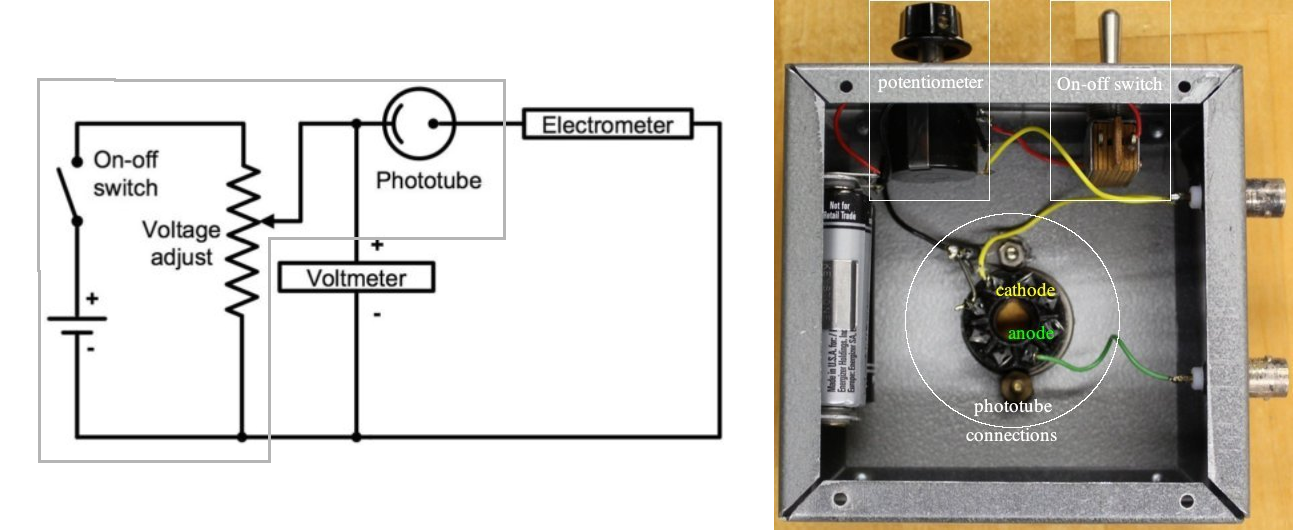 On-off
switch
Voltage
adjust
+
-
Phototube
Electrometer
+
Voltmeter
-
potentiometer
On-off switch
Not for
Retail Trade
cathode
anode
phototube
connections
Made in U.S.A. for: /
Energizer Holdings, Inc.
Energizer SA,